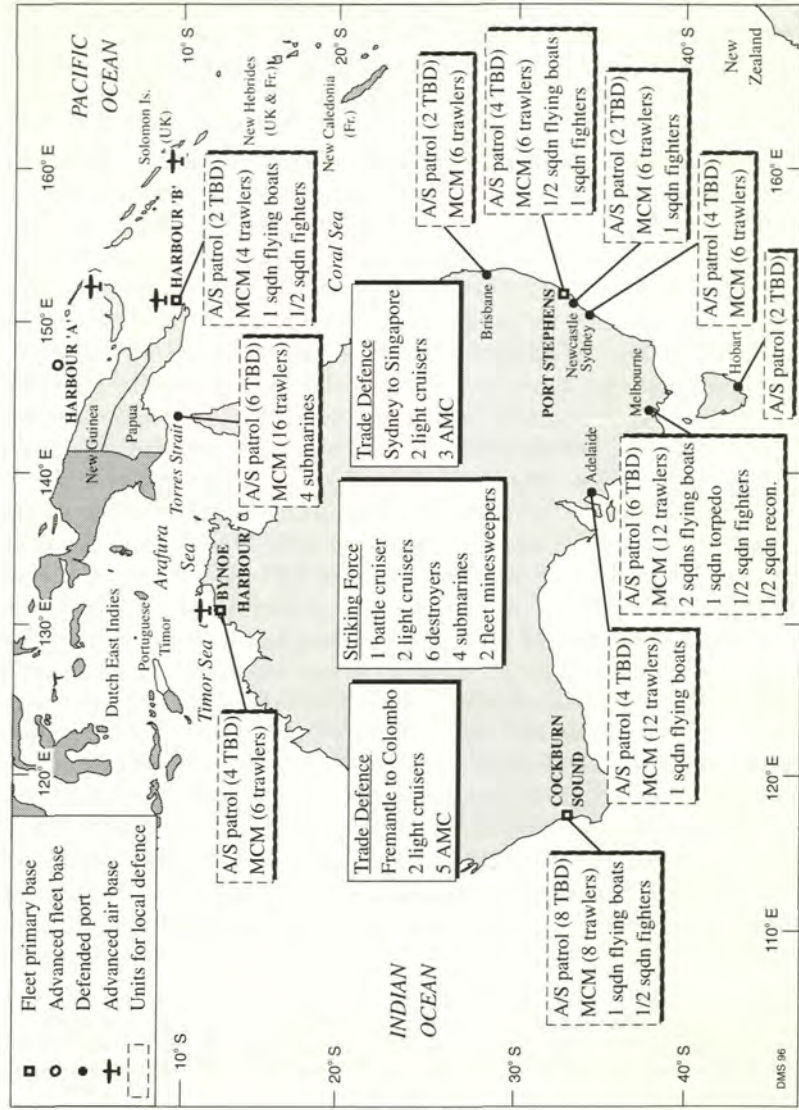 Fleet primary base
Advanced fleet base
Defended port
Advanced air base
Units for local defence
110° E
120° E
130° E
140° E
150° E
160° E
10° S
20° S
30° S
40° S
10° S
20° S
40° S
120° E
130° E
140° E
150° E
160° E
PACIFIC
OCEAN
INDIAN
OCEAN
Dutch East Indies
Portuguese
Timor
Timor Sea
Arafura
Sea
Torres Strait
New Guinea
Papua
Coral Sea
Solomon Is.
(UK)
New Hebrides
(UK & Fr.)
New Caledonia
(Fr.)
New
Zealand
HARBOUR 'A'
HARBOUR 'B'
A/S patrol (2 TBD)
MCM (4 trawlers)
1 sqdn flying boats
1/2 sqdn fighters
A/S patrol (6 TBD)
MCM (16 trawlers)
4 submarines
BYNOE
HARBOUR
A/S patrol (4 TBD)
MCM (6 trawlers)
Trade Defence
Fremantle to Colombo
2 light cruisers
5 AMC
Striking Force
1 battle cruiser
2 light cruisers
6 destroyers
4 submarines
2 fleet minesweepers
Trade Defence
Sydney to Singapore
2 light cruisers
3 AMC
Brisbane
A/S patrol (2 TBD)
MCM (6 trawlers)
PORT STEPHENS
A/S patrol (4 TBD)
MCM (6 trawlers)
1/2 sqdn flying boats
1 sqdn fighters
Newcastle
A/S patrol (2 TBD)
MCM (6 trawlers)
1 sqdn fighters
Sydney
A/S patrol (4 TBD)
MCM (6 trawlers)
Hobart
A/S patrol (2 TBD)
Melbourne
A/S patrol (6 TBD)
MCM (12 trawlers)
2 sqdns flying boats
1 sqdn torpedo
1/2 sqdn fighters
1/2 sqdn recon.
Adelaide
A/S patrol (4 TBD)
MCM (12 trawlers)
1 sqdn flying boats
COCKBURN
SOUND
A/S patrol (8 TBD)
MCM (8 trawlers)
1 sqdn flying boats
1/2 sqdn fighters
DMS 96